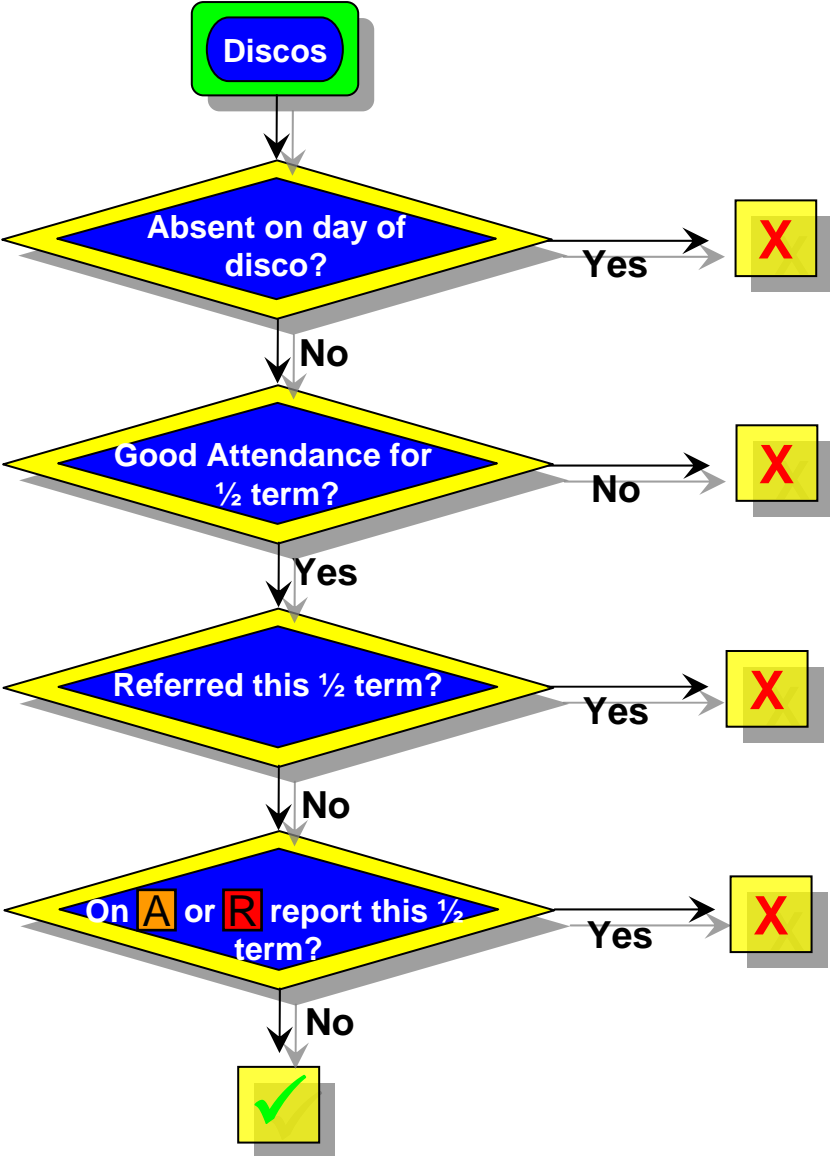 Discos
Absent on day of
disco?
Yes
X
No
Good Attendance for
½ term?
No
X
Yes
Referred this ½ term?
Yes
X
No
On A or R report this ½
term?
Yes
X
No